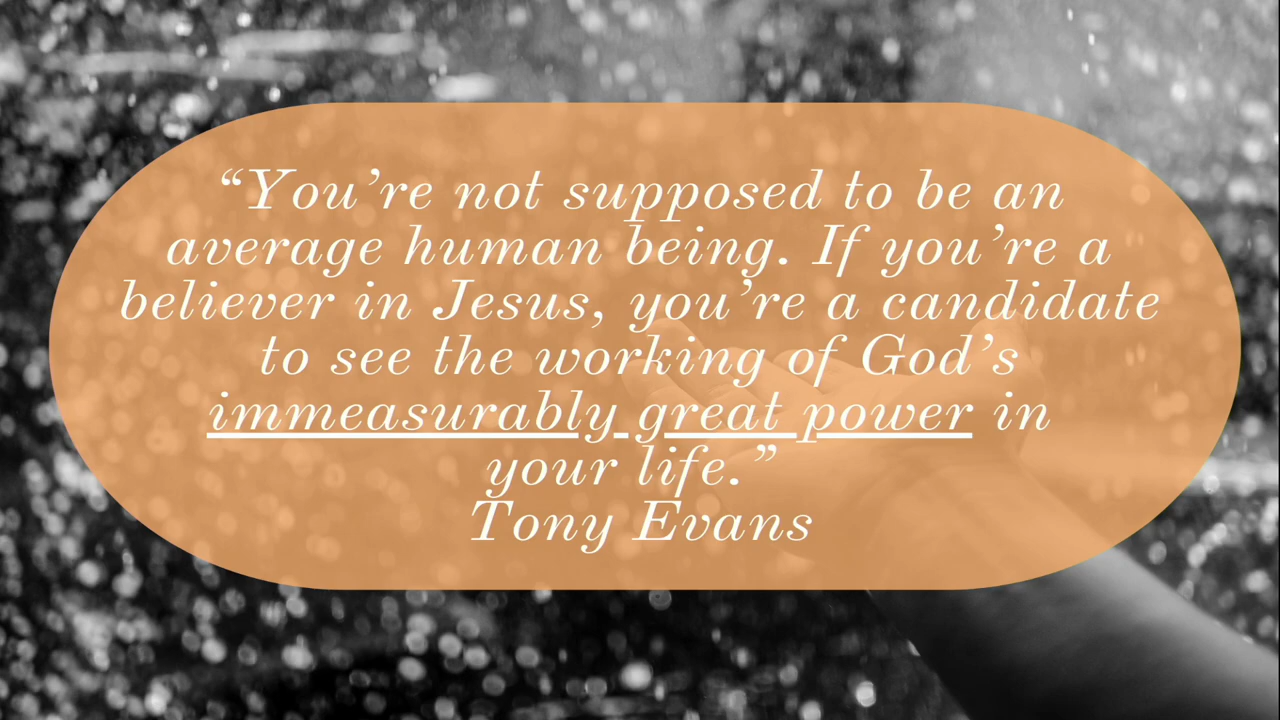 “You’re not supposed to be an
average human being. If you’re a
believer in Jesus, you’re a candidate
to see the working of God’s
immeasurably great power in
your life.”
Tony Evans